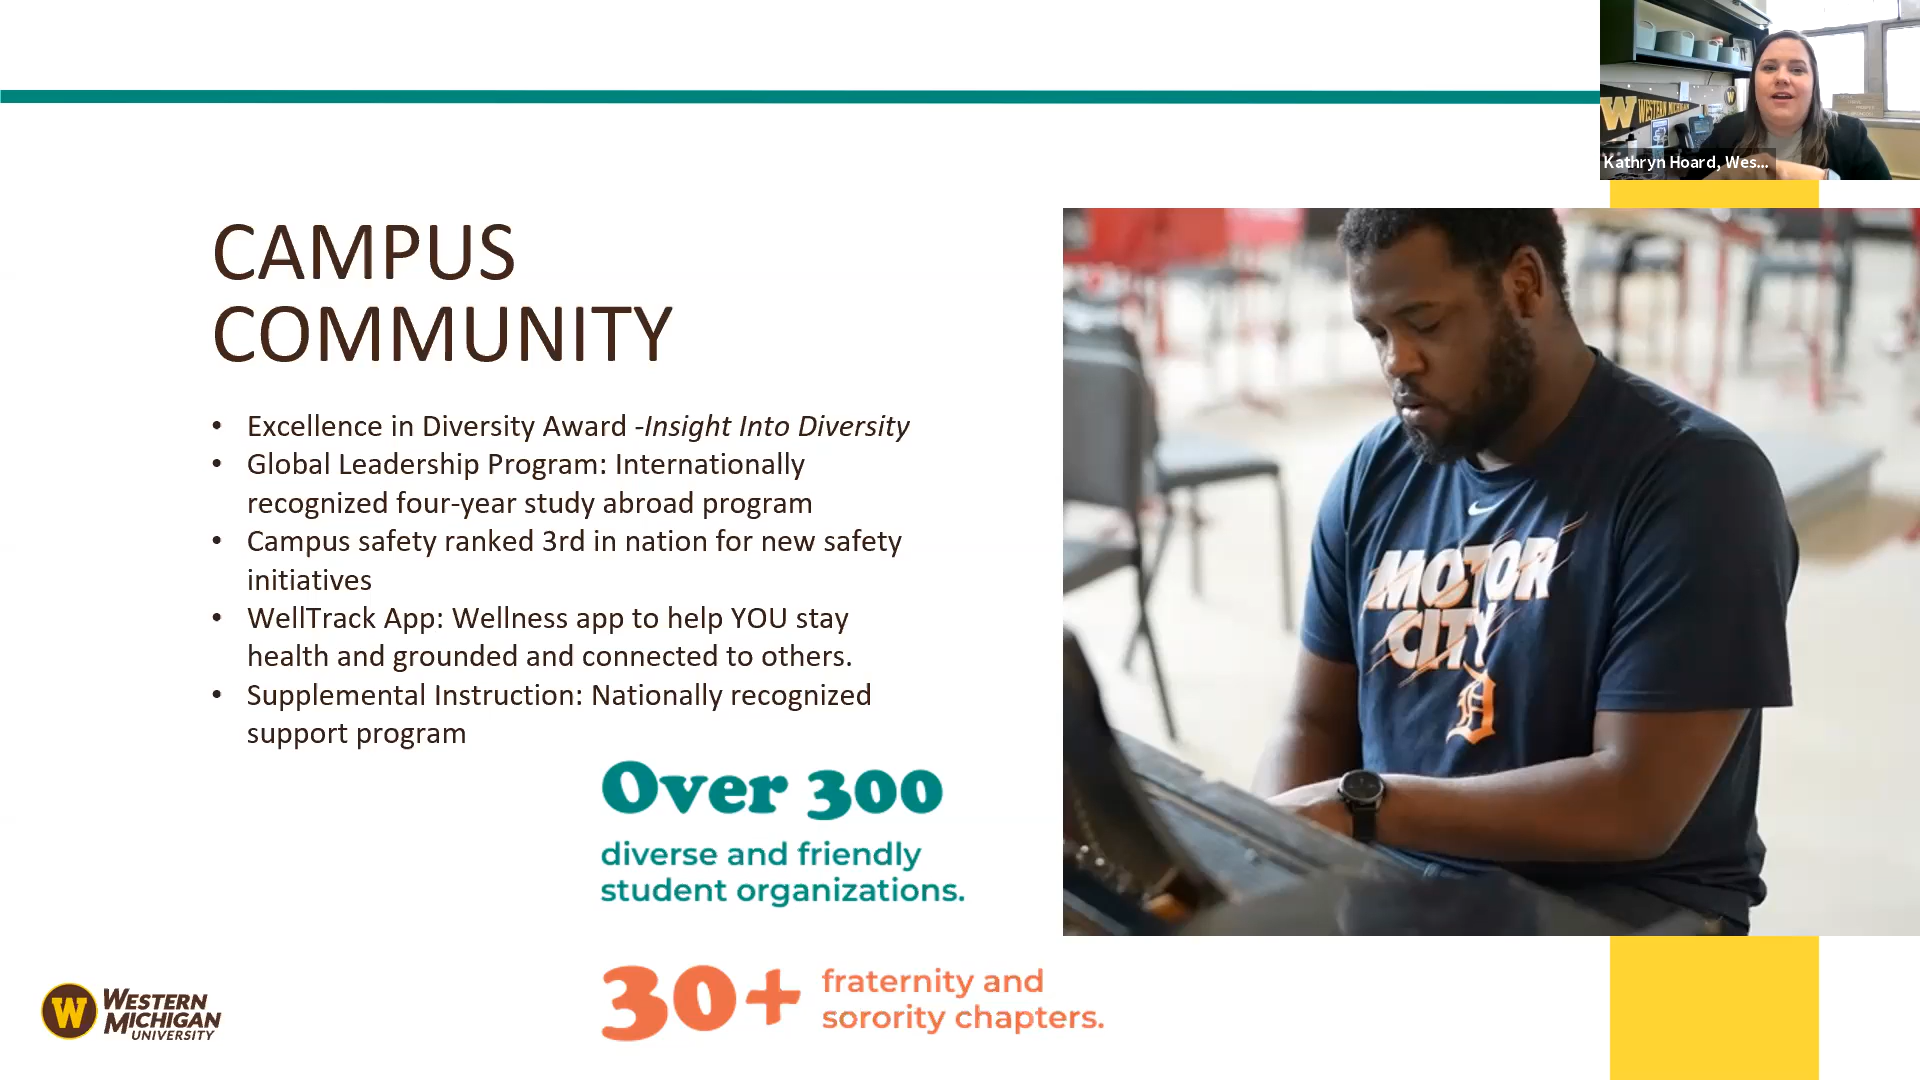 CAMPUS
COMMUNITY
• Excellence in Diversity Award -Insight Into Diversity
• Global Leadership Program: Internationally
recognized four-year study abroad program
• Campus safety ranked 3rd in nation for new safety
initiatives
• WellTrack App: Wellness app to help YOU stay
health and grounded and connected to others.
• Supplemental Instruction: Nationally recognized
support program
Over 300
diverse and friendly
student organizations.
30+ fraternity and
sorority chapters.
W WESTERN
MICHIGAN
UNIVERSITY
MOTOR
CITY
D
W WESTERN MICHIGAN
W
Kathryn Hoard, Wes...